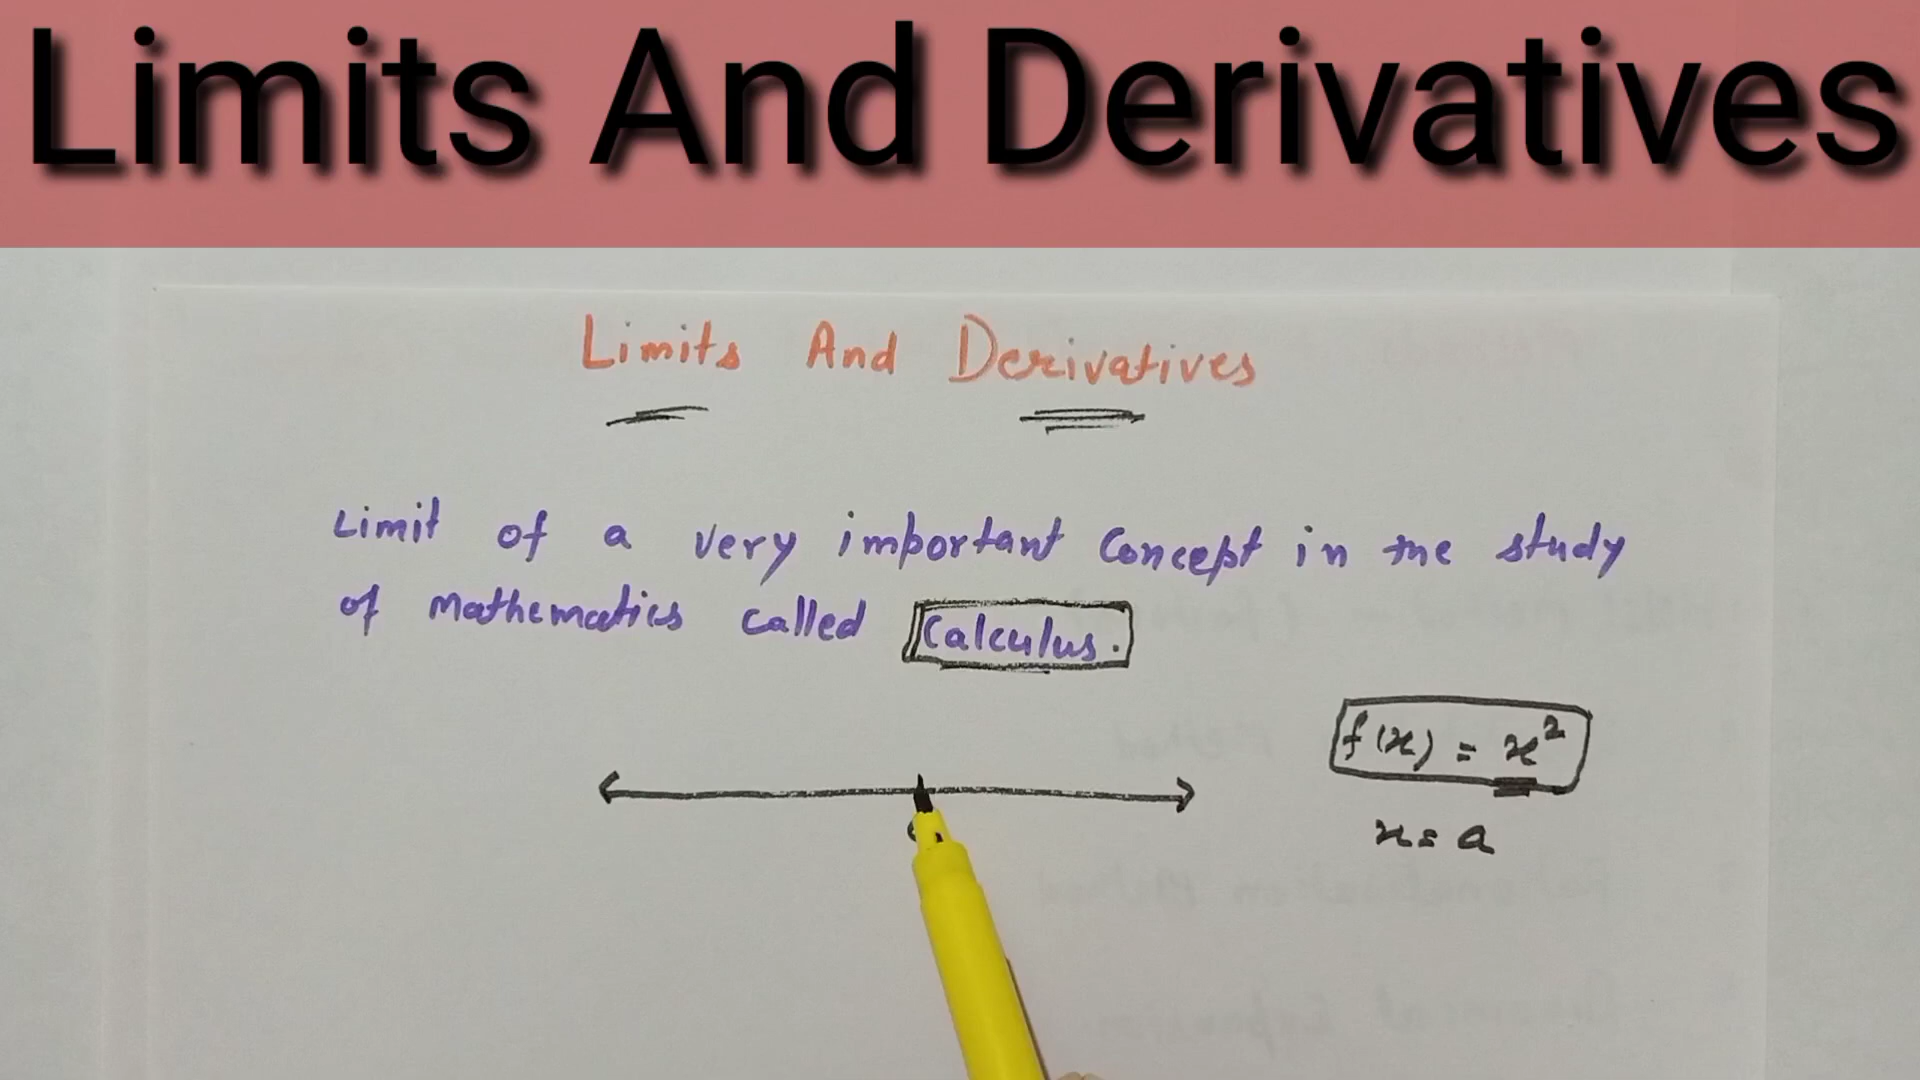 Limits And Derivatives
Limits And Derivatives
Limit of a very important Concept in the study
of mathematics called Calculus.
f(x) = x²
x = a